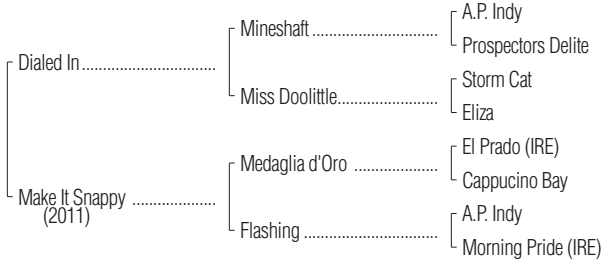 A.P. Indy
Mineshaft
Prospectors Delite
Dialed In
Storm Cat
Miss Doolittle
Eliza
El Prado (IRE)
Medaglia d'Oro
Cappucino Bay
Make It Snappy
(2011)
A.P. Indy
Flashing
Morning Pride (IRE)